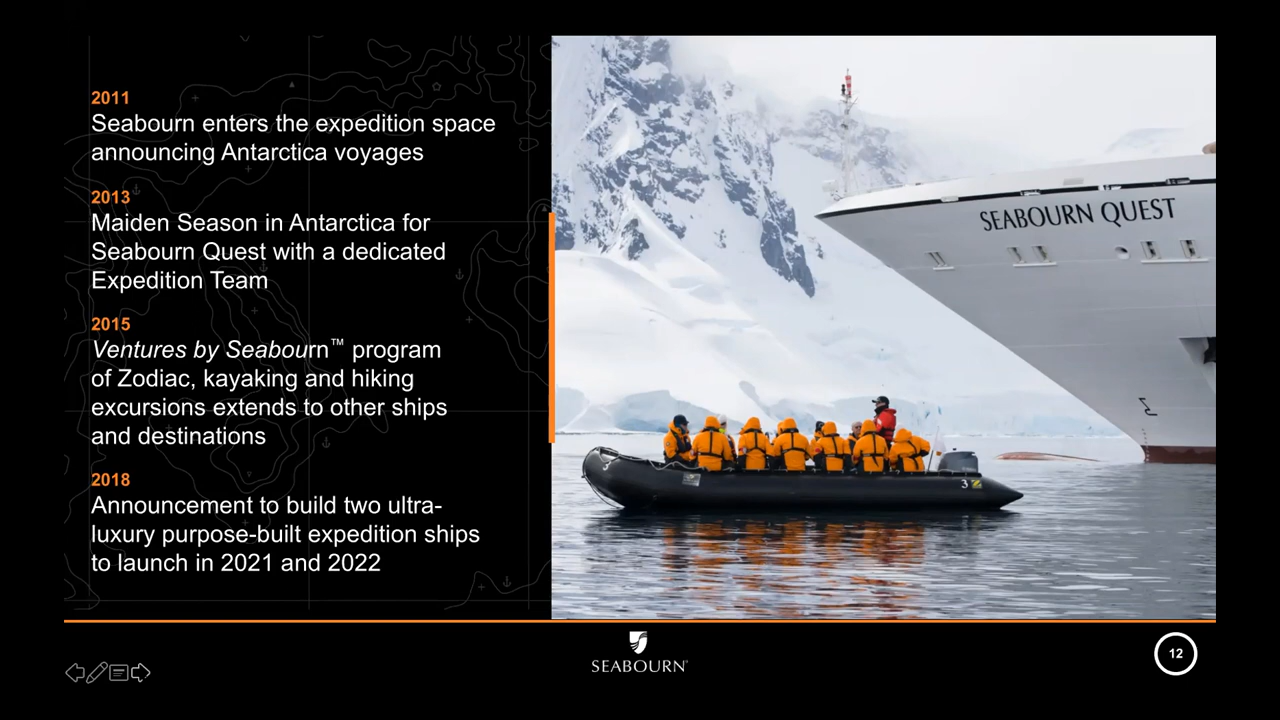 2011
Seabourn enters the expedition space
announcing Antarctica voyages
2013
Maiden Season in Antarctica for
Seabourn Quest with a dedicated
Expedition Team
2015
Ventures by Seabourn™ program
of Zodiac, kayaking and hiking
excursions extends to other ships
and destinations
2018
Announcement to build two ultra-
luxury purpose-built expedition ships
to launch in 2021 and 2022
SEABOURN QUEST
3
3 Z
SEABOURN®
12